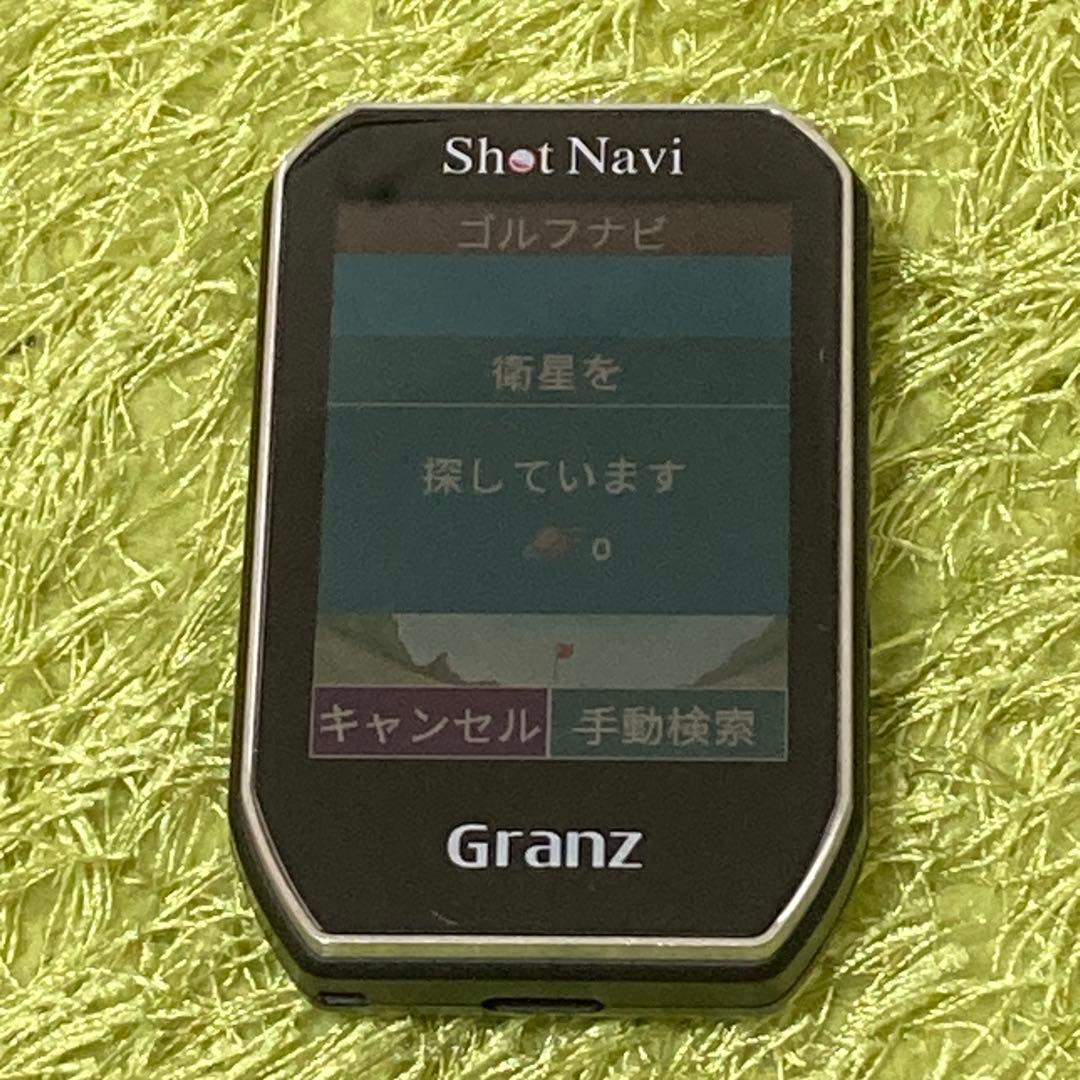 Shot Navi
ゴルフナビ
衛星を
探しています
0
キャンセル 手動検索
Granz